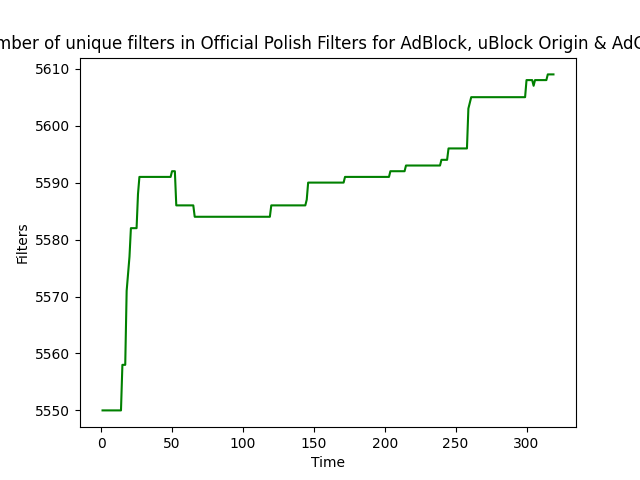 mber of unique filters in Official Polish Filters for AdBlock, uBlock Origin & AdG
5610
5600
5590
5580
5570
5560
5550
Filters
0 50 100 150 200 250 300
Time